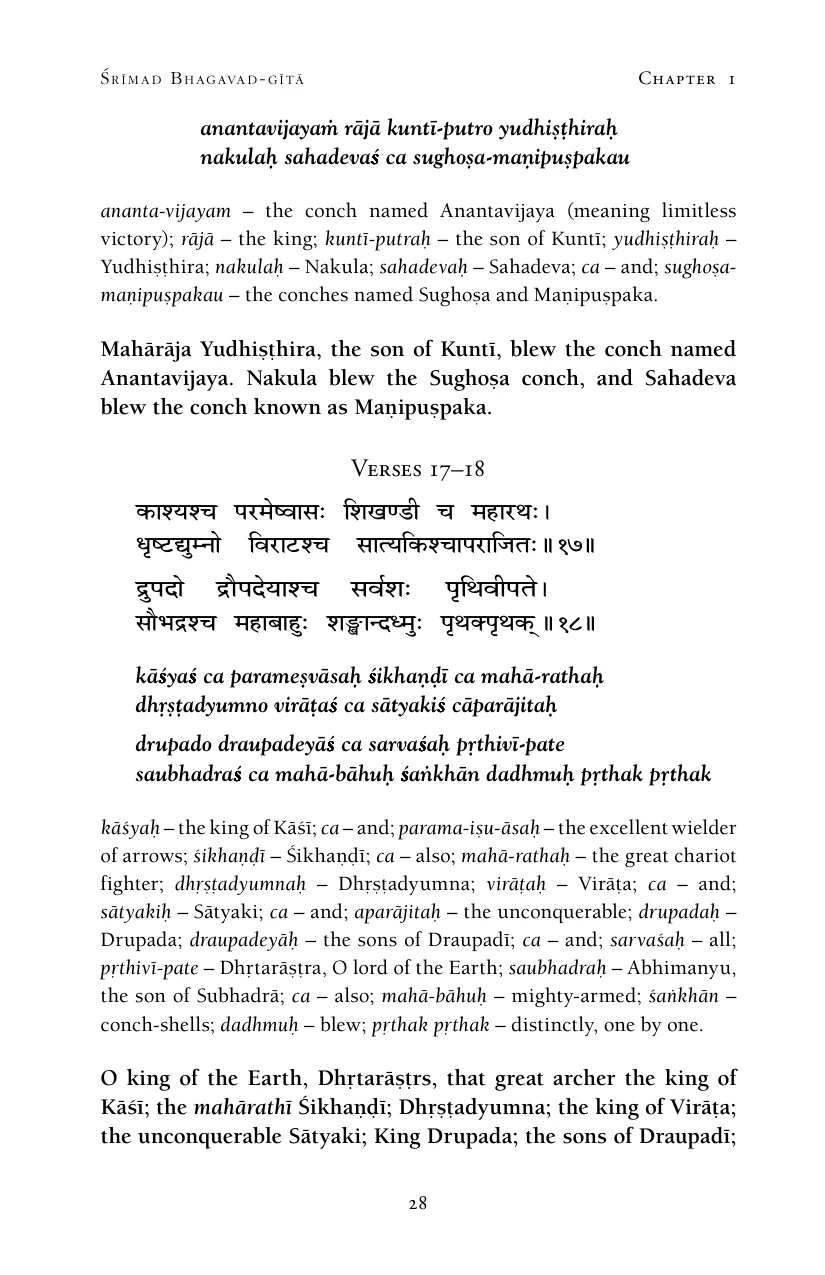 Śrīmad Bhagavad-gītā Chapter 1
anantavijayaṁ rājā kuntī-putro yudhiṣṭhiraḥ
nakulaḥ sahadevaś ca sughoṣa-maṇipuṣpakau
ananta-vijayam – the conch named Anantavijaya (meaning limitless
victory); rājā – the king; kuntī-putraḥ – the son of Kuntī; yudhiṣṭhiraḥ –
Yudhiṣṭhira; nakulaḥ – Nakula; sahadevaḥ – Sahadeva; ca – and; sughoṣa-
maṇipuṣpakau – the conches named Sughoṣa and Maṇipuṣpaka.
Mahārāja Yudhiṣṭhira, the son of Kuntī, blew the conch named
Anantavijaya. Nakula blew the Sughoṣa conch, and Sahadeva
blew the conch known as Maṇipuṣpaka.
Verses 17–18
काश्यश्च परमेष्वासः शिखण्डी च महारथः।
धृष्टद्युम्नो विराटश्च सात्यकिश्चापराजितः॥१७॥
द्रुपदो द्रौपदेयाश्च सर्वशः पृथिवीपते।
सौभद्रश्च महाबाहुः शङ्खान्दध्मुः पृथक्पृथक्॥१८॥
kāśyaś ca parameṣvāsaḥ śikhaṇḍī ca mahā-rathaḥ
dhṛṣṭadyumno virāṭaś ca sātyakiś cāparājitaḥ
drupado draupadeyāś ca sarvaśaḥ pṛthivī-pate
saubhadraś ca mahā-bāhuḥ śaṅkhān dadhmuḥ pṛthak pṛthak
kāśyaḥ – the king of Kāśī; ca – and; parama-iṣu-āsaḥ – the excellent wielder
of arrows; śikhaṇḍī – Śikhaṇḍī; ca – also; mahā-rathaḥ – the great chariot
fighter; dhṛṣṭadyumnaḥ – Dhṛṣṭadyumna; virāṭaḥ – Virāṭa; ca – and;
sātyakiḥ – Sātyaki; ca – and; aparājitaḥ – the unconquerable; drupadaḥ –
Drupada; draupadeyāḥ – the sons of Draupadī; ca – and; sarvaśaḥ – all;
pṛthivī-pate – Dhṛtarāṣṭra, O lord of the Earth; saubhadraḥ – Abhimanyu,
the son of Subhadrā; ca – also; mahā-bāhuḥ – mighty-armed; śaṅkhān –
conch-shells; dadhmuḥ – blew; pṛthak pṛthak – distinctly, one by one.
O king of the Earth, Dhṛtarāṣṭrs, that great archer the king of
Kāśī; the mahārathī Śikhaṇḍī; Dhṛṣṭadyumna; the king of Virāṭa;
the unconquerable Sātyaki; King Drupada; the sons of Draupadī;
28